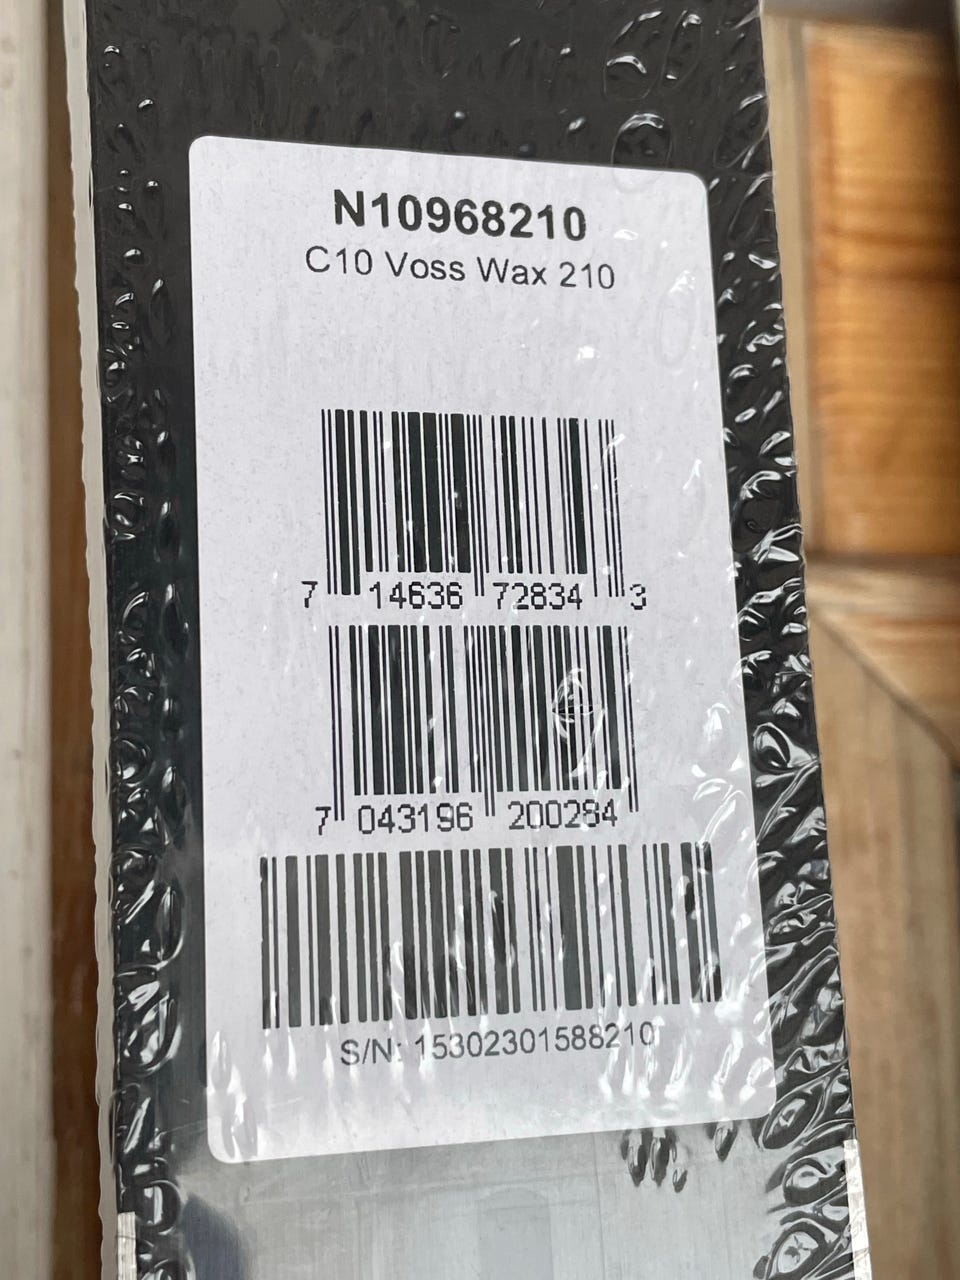 N10968210
C10 Voss Wax 210
7 14636 72834 3
7 043196 200284
S/N: 15302301588210